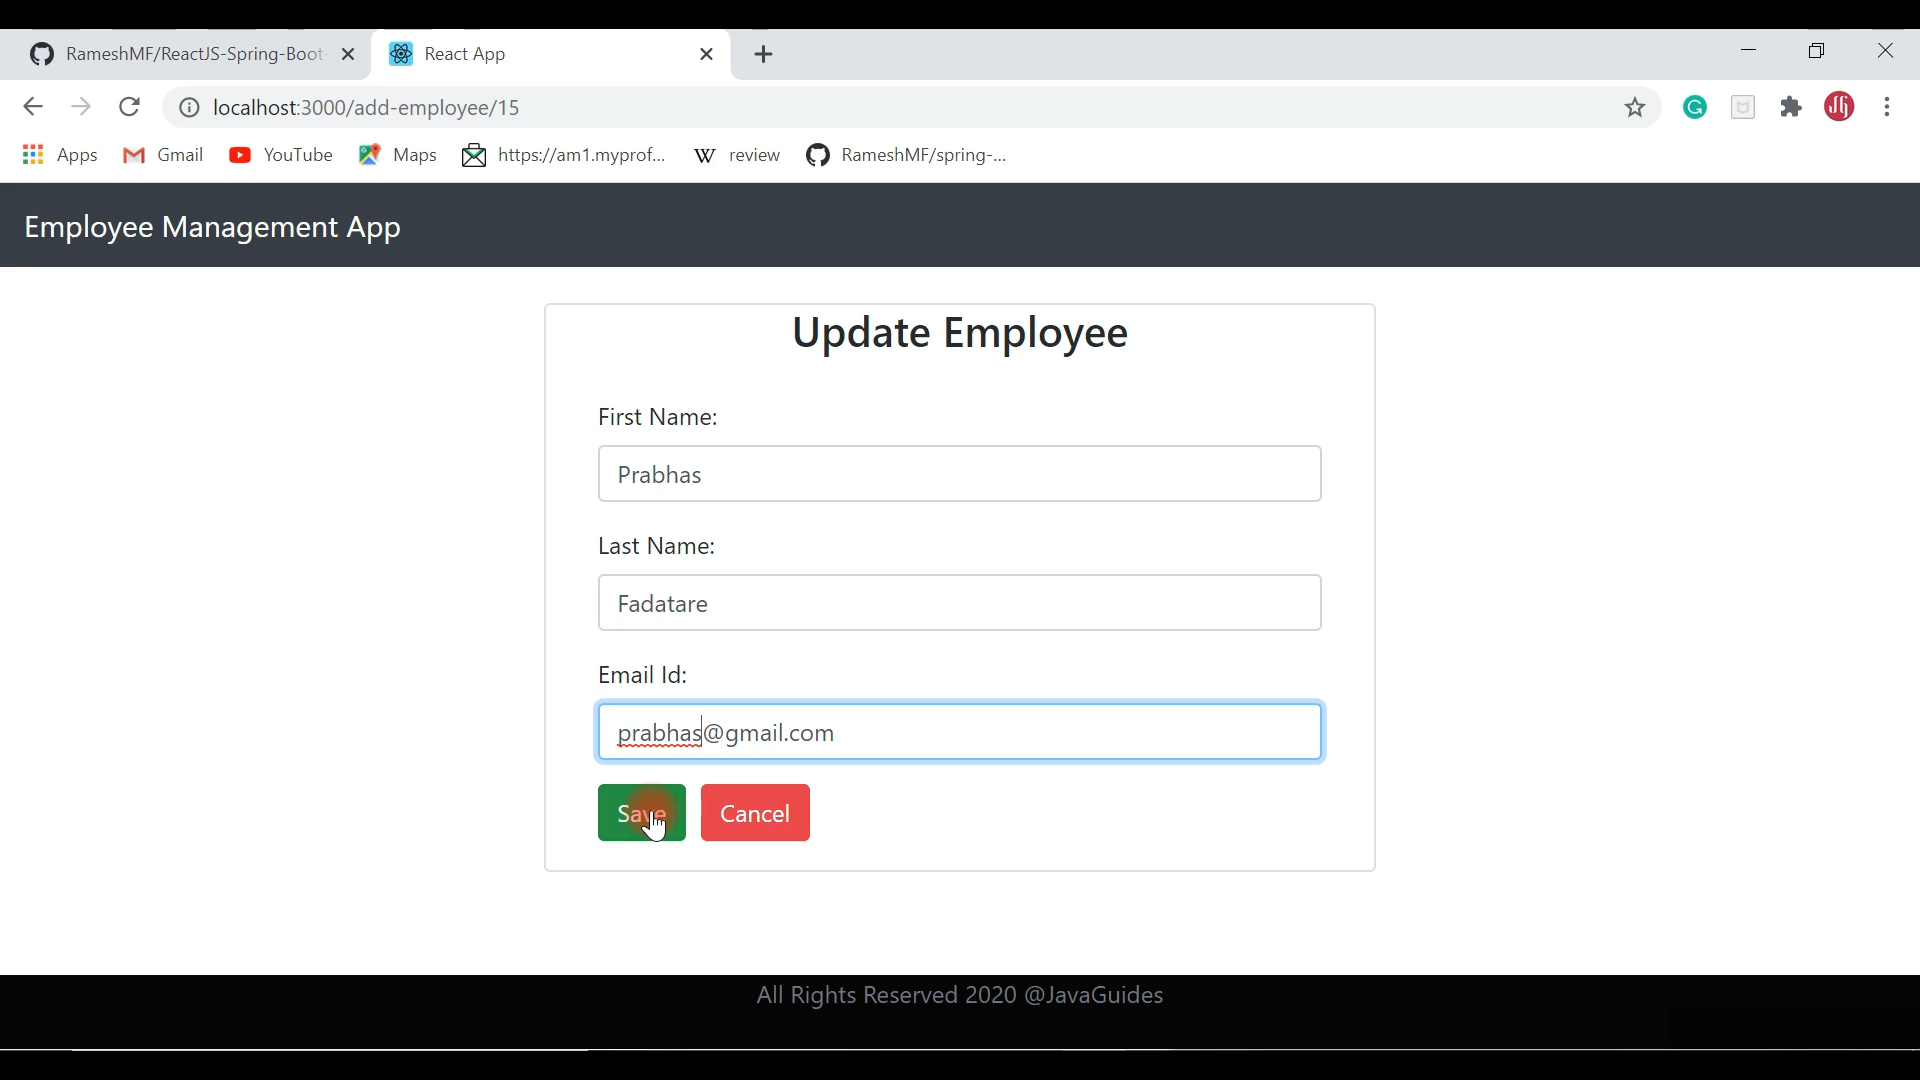 RameshMF/ReactJS-Spring-Boot-
React App
localhost:3000/add-employee/15
Apps
Gmail
YouTube
Maps
https://am1.myprof...
W review
RameshMF/spring-...
Employee Management App
Update Employee
First Name:
Prabhas
Last Name:
Fadatare
Email Id:
prabhas@gmail.com
Save Cancel
All Rights Reserved 2020 @JavaGuides